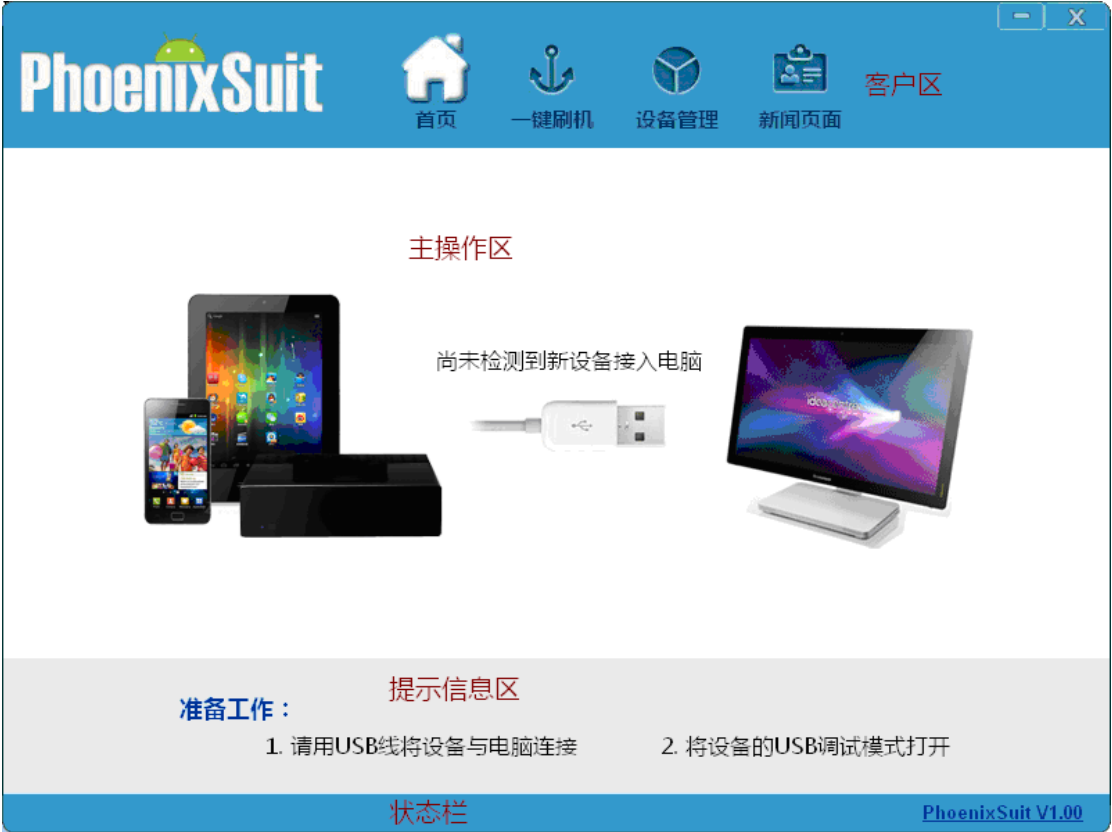 PhoenixSuit
首页
一键刷机
设备管理
新闻页面
客户区
主操作区
尚未检测到新设备接入电脑
提示信息区
准备工作：
1. 请用USB线将设备与电脑连接
2. 将设备的USB调试模式打开
状态栏
PhoenixSuit V1.00